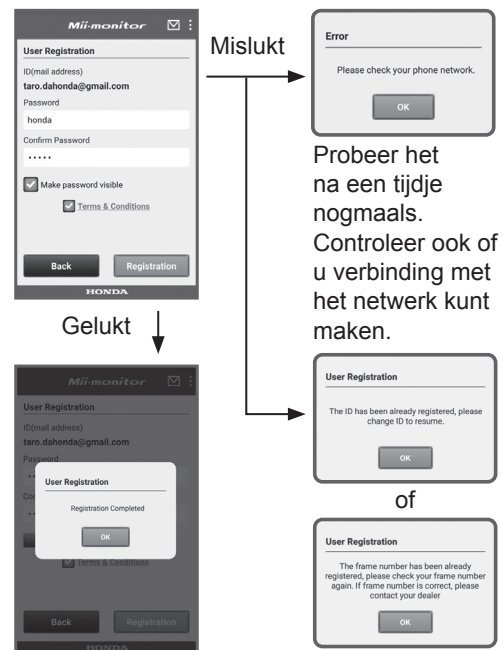 Mii-monitor
User Registration
ID(mail address)
taro.dahonda@gmail.com
Password
honda
Confirm Password
•••••
Make password visible
Terms & Conditions
Back
Registration
HONDA
Mislukt
Error
Please check your phone network.
OK
Probeer het
na een tijdje
nogmaals.
Controleer ook of
u verbinding met
het netwerk kunt
maken.
Gelukt
Mii-monitor
User Registration
ID(mail address)
taro.dahonda@gmail.com
Password
User Registration
Registration Completed
OK
Terms & Conditions
Back
Registration
HONDA
User Registration
The ID has been already registered, please
change ID to resume.
OK
of
User Registration
The frame number has been already
registered, please check your frame number
again. If frame number is correct, please
contact your dealer
OK